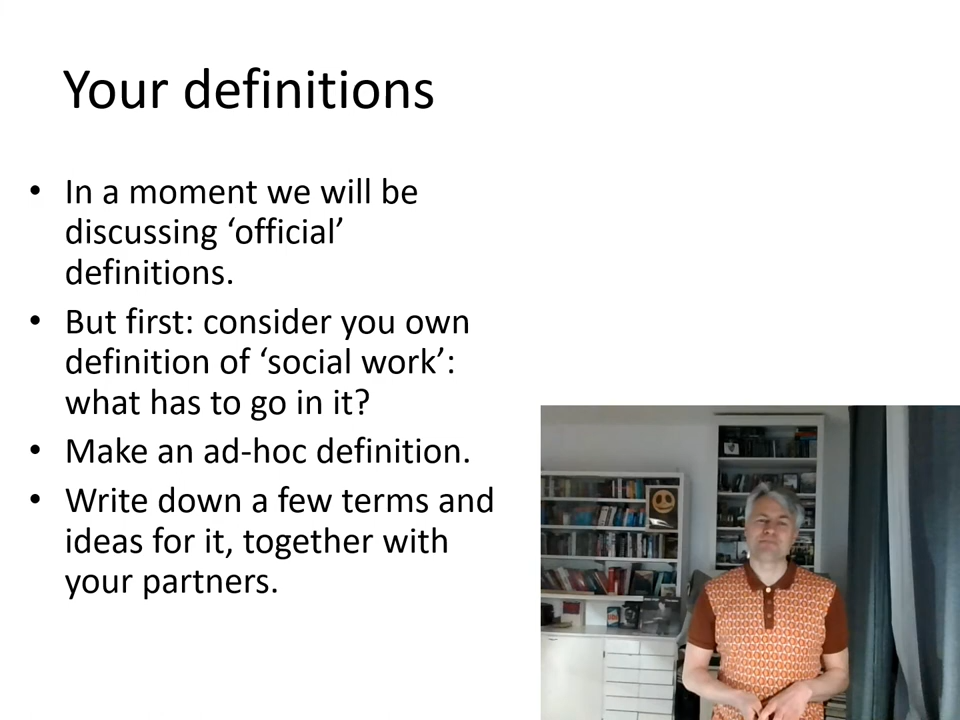 Your definitions
• In a moment we will be
discussing ‘official’
definitions.
• But first: consider you own
definition of ‘social work’:
what has to go in it?
• Make an ad-hoc definition.
• Write down a few terms and
ideas for it, together with
your partners.